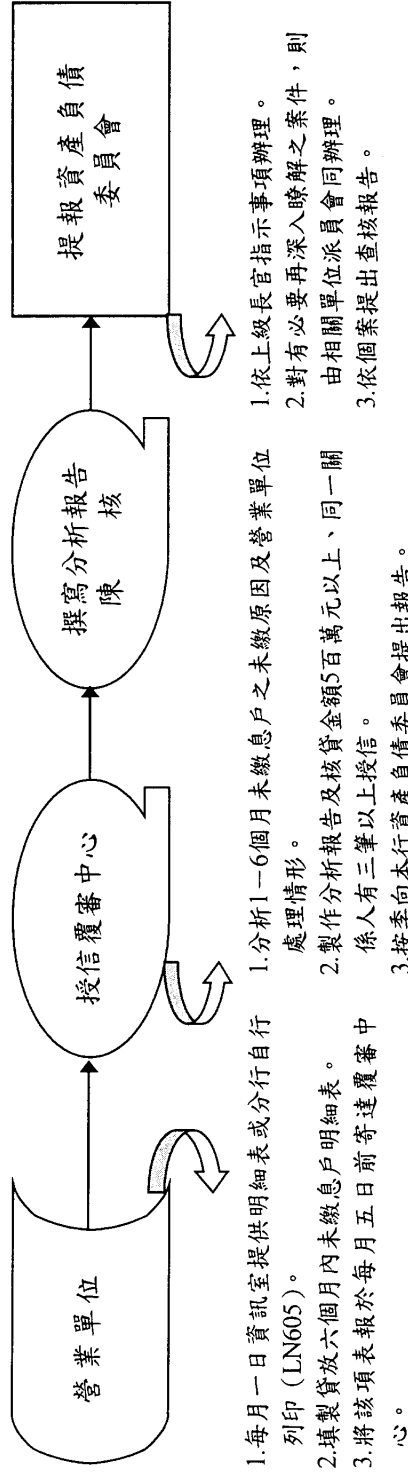 營業單位
授信覆審中心
撰寫分析報告
陳核
提報資產負債
委員會
1.每月一日資訊室提供明細表或分行自行
列印（LN605）。
2.填製貸放六個月內未繳息戶明細表。
3.將該項表報於每月五日前寄達覆審中
心。
1.分析1－6個月未繳息戶之未繳原因及營業單位
處理情形。
2.製作分析報告及核貸金額5百萬元以上、同一關
係人有三筆以上授信。
3.按季向本行資產負債委員會提出報告。
1.依上級長官指示事項辦理。
2.對有必要再深入瞭解之案件，則
由相關單位派員會同辦理。
3.依個案提出查核報告。